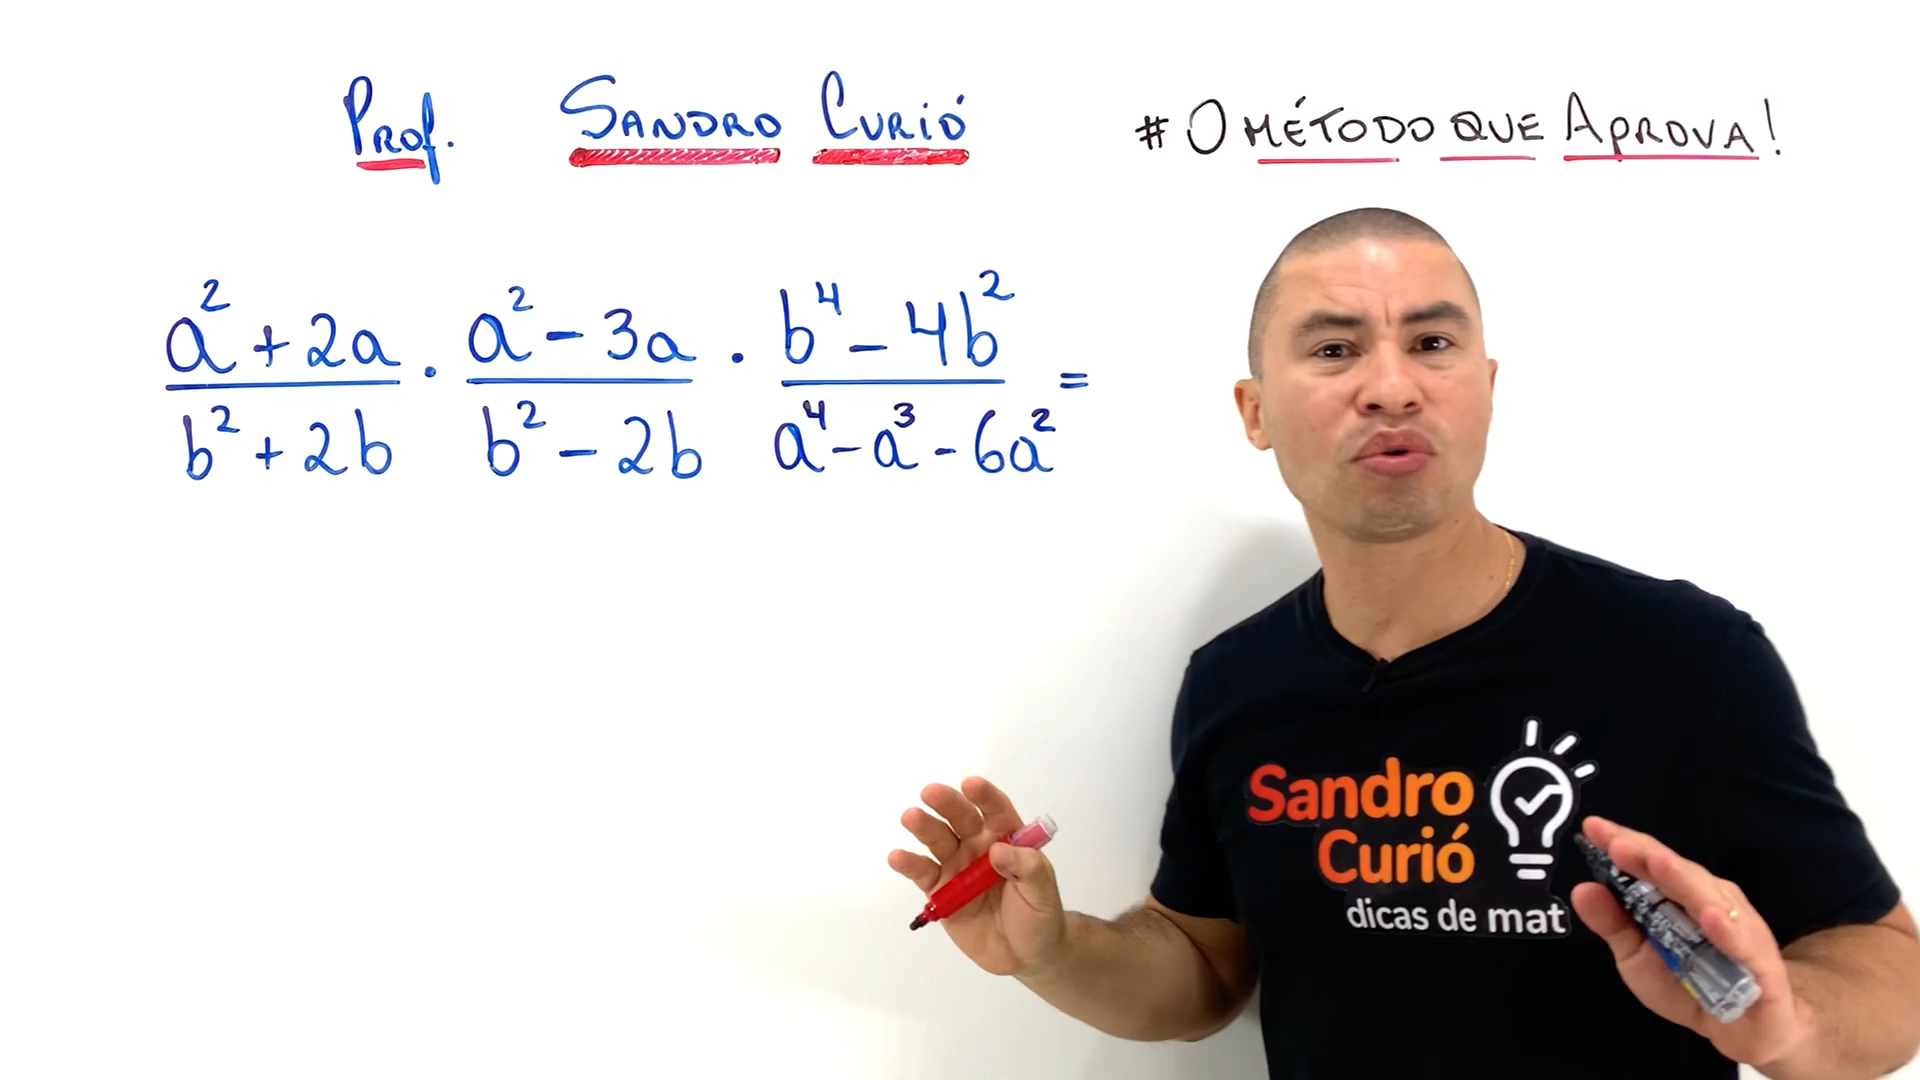 Prof. Sandro Curió #O MÉTODO QUE APROVA!
a² + 2a . a² - 3a . b⁴ - 4b² =
b² + 2b b² - 2b a⁴ - a³ - 6a²
Sandro
Curió
dicas de mat